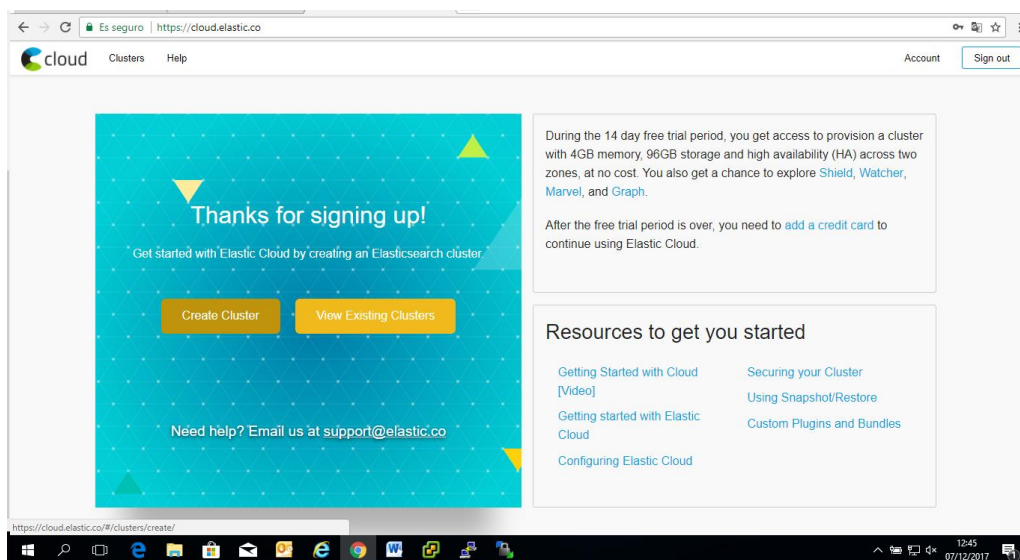 Es seguro | https://cloud.elastic.co
cloud
Clusters
Help
Account
Sign out
Thanks for signing up!
Get started with Elastic Cloud by creating an Elasticsearch cluster.
Create Cluster
View Existing Clusters
Need help? Email us at support@elastic.co
During the 14 day free trial period, you get access to provision a cluster
with 4GB memory, 96GB storage and high availability (HA) across two
zones, at no cost. You also get a chance to explore Shield, Watcher,
Marvel, and Graph.
After the free trial period is over, you need to add a credit card to
continue using Elastic Cloud.
Resources to get you started
Getting Started with Cloud
[Video]
Getting started with Elastic
Cloud
Configuring Elastic Cloud
Securing your Cluster
Using Snapshot/Restore
Custom Plugins and Bundles
https://cloud.elastic.co/#/clusters/create/
12:45
07/12/2017